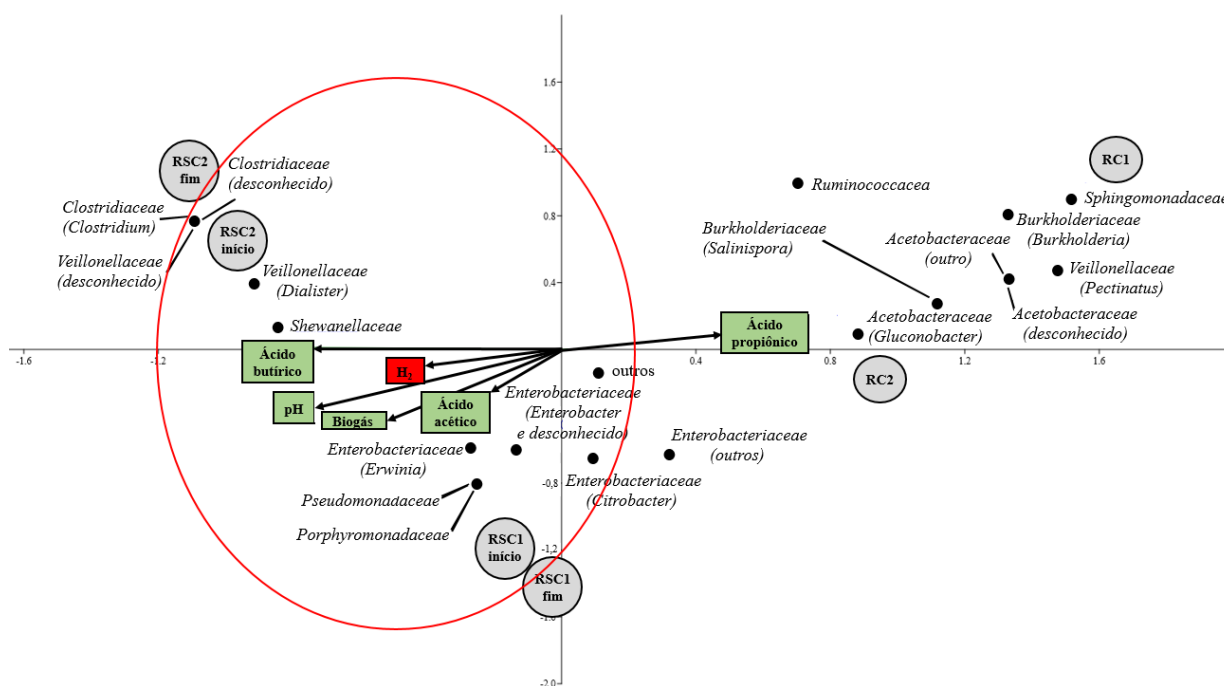 1.6
RSC2
fim
Clostridiaceae
(desconhecido)
1.2
RC1
Clostridiaceae
(Clostridium)
Veillonellaceae
(desconhecido)
RSC2
início
0.8
Ruminococcacea
Sphingomonadaceae
Burkholderiaceae
(Burkholderia)
Burkholderiaceae
(Salinispora)
Acetobacteraceae
(outro)
Veillonellaceae
(Dialister)
0.4
Veillonellaceae
(Pectinatus)
Shewanellaceae
Ácido
propiônico
Acetobacteraceae
(Gluconobacter)
Acetobacteraceae
(desconhecido)
-1.6
-1.2
0.4
0.8
1.2
1.6
Ácido
butírico
H₂
outros
RC2
pH
Biogás
Ácido
acético
Enterobacteriaceae
(Enterobacter
e desconhecido)
Enterobacteriaceae
(Erwinia)
Enterobacteriaceae
(outros)
-0,8
Enterobacteriaceae
(Citrobacter)
Pseudomonadaceae
Porphyromonadaceae
RSC1
início
-1,2
RSC1
fim
-1.6
-2.0